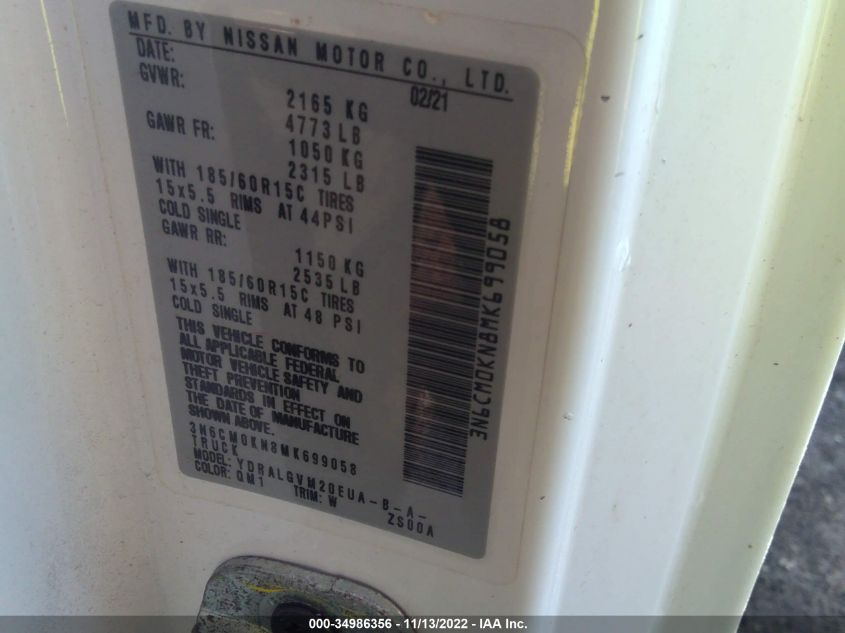 MFD. BY NISSAN MOTOR CO., LTD.
DATE: 02/21
GVWR: 2165 KG
4773 LB
GAWR FR: 1050 KG
2315 LB
WITH 185/60R15C TIRES
15x5.5 RIMS AT 44PSI
COLD SINGLE
GAWR RR: 1150 KG
2535 LB
WITH 185/60R15C TIRES
15x5.5 RIMS AT 48 PSI
COLD SINGLE
THIS VEHICLE CONFORMS TO
ALL APPLICABLE FEDERAL
MOTOR VEHICLE SAFETY AND
THEFT PREVENTION
STANDARDS IN EFFECT ON
THE DATE OF MANUFACTURE
SHOWN ABOVE.
3N6CM0KN8MK699058
TRUCK
MODEL: YDRALGVM20EUA-B-A-
ZS00A
COLOR: QM1 TRIM: W
3N6CM0KN8MK699058
000-34986356 - 11/13/2022 - IAA Inc.